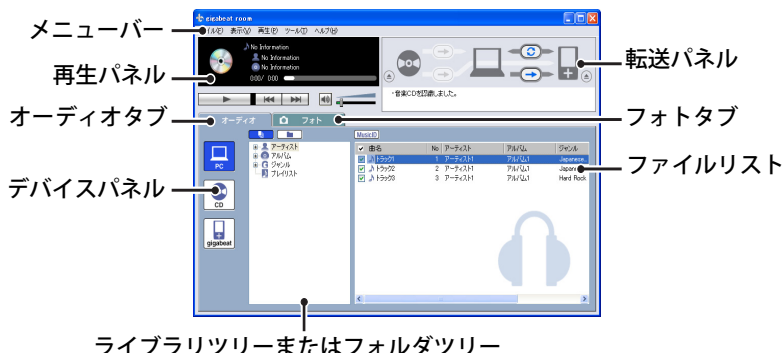 gigabeat room
イル(F) 表示(V) 再生(P) ツール(T) ヘルプ(H)
メニューバー
再生パネル
オーディオタブ
デバイスパネル
転送パネル
フォトタブ
ファイルリスト
No Information
No Information
No Information
0:00/ 0:00
・音楽CDを認識しました。
オーディオ フォト
MusicID
PC
CD
gigabeat
アーティスト
アルバム
ジャンル
プレイリスト
曲名 No アーティスト アルバム ジャンル
トラック1 1 アーティスト1 アルバム1 Japanese...
トラック2 2 アーティスト1 アルバム1 Japanese...
トラック3 3 アーティスト1 アルバム1 Hard Rock
ライブラリツリーまたはフォルダツリー